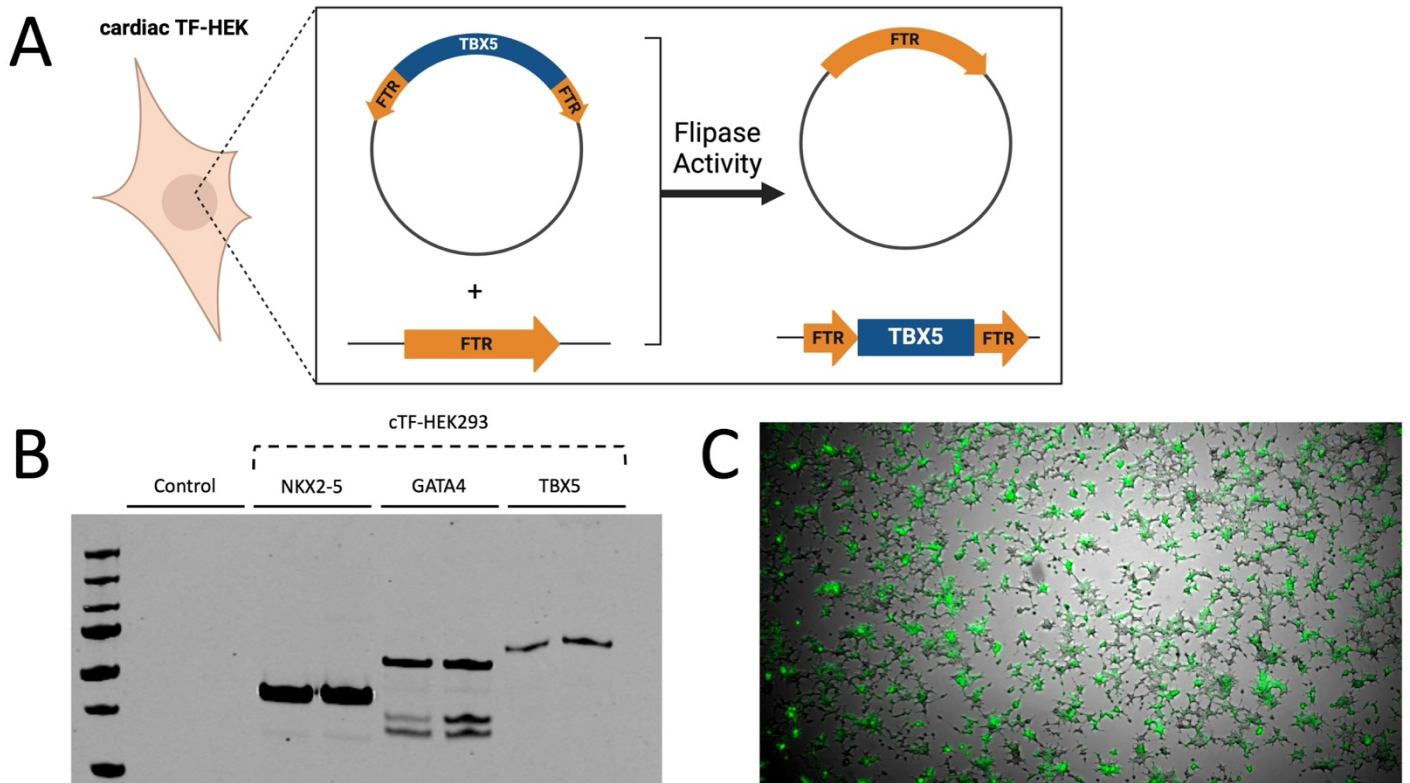 A
cardiac TF-HEK
TBX5
FTR
FTR
+
FTR
Flipase
Activity
FTR
FTR
TBX5
FTR
B
cTF-HEK293
Control
NKX2-5
GATA4
TBX5
C